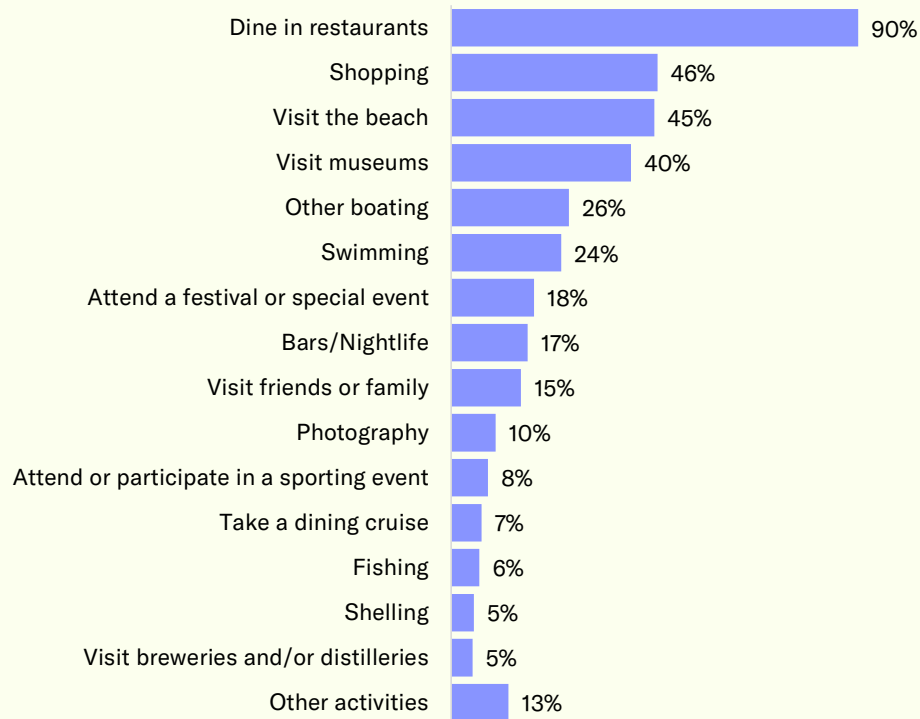 Dine in restaurants 90%
Shopping 46%
Visit the beach 45%
Visit museums 40%
Other boating 26%
Swimming 24%
Attend a festival or special event 18%
Bars/Nightlife 17%
Visit friends or family 15%
Photography 10%
Attend or participate in a sporting event 8%
Take a dining cruise 7%
Fishing 6%
Shelling 5%
Visit breweries and/or distilleries 5%
Other activities 13%